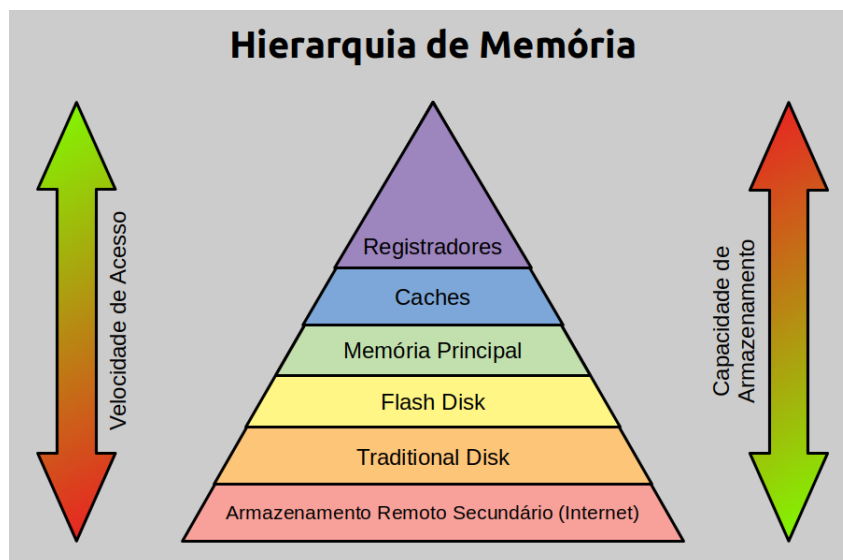 Hierarquia de Memória
Velocidade de Acesso
Registradores
Caches
Memória Principal
Flash Disk
Traditional Disk
Armazenamento Remoto Secundário (Internet)
Capacidade de
Armazenamento